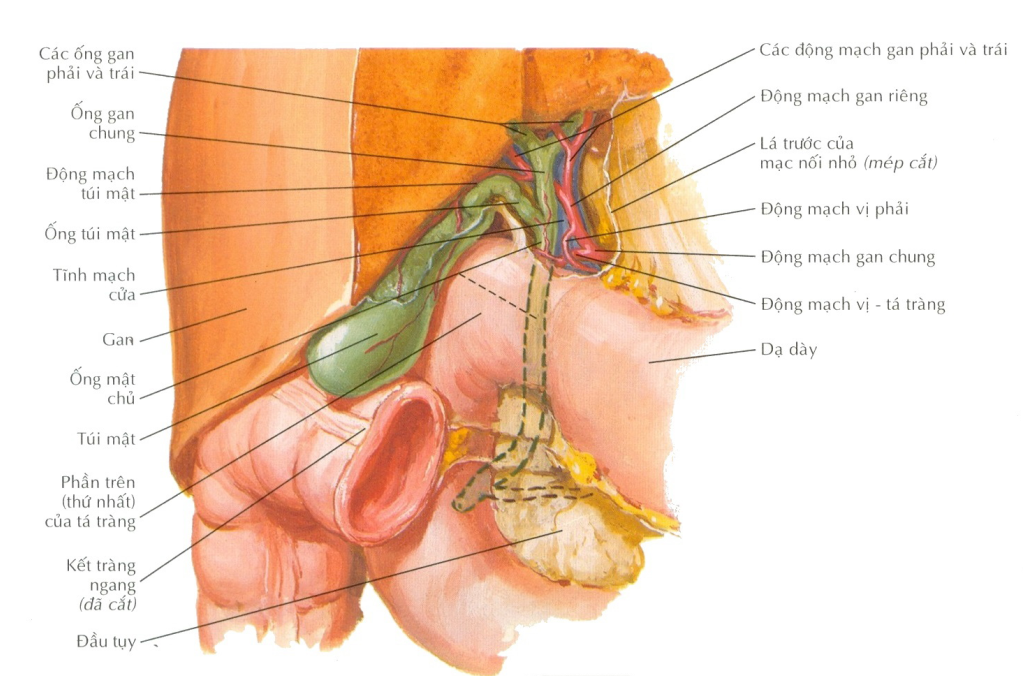 Các ống gan
phải và trái
Ống gan
chung
Động mạch
túi mật
Ống túi mật
Tĩnh mạch
cửa
Gan
Ống mật
chủ
Túi mật
Phần trên
(thứ nhất)
của tá tràng
Kết tràng
ngang
(đã cắt)
Đầu tụy
Các động mạch gan phải và trái
Động mạch gan riêng
Lá trước của
mạc nối nhỏ (mép cắt)
Động mạch vị phải
Động mạch gan chung
Động mạch vị - tá tràng
Dạ dày